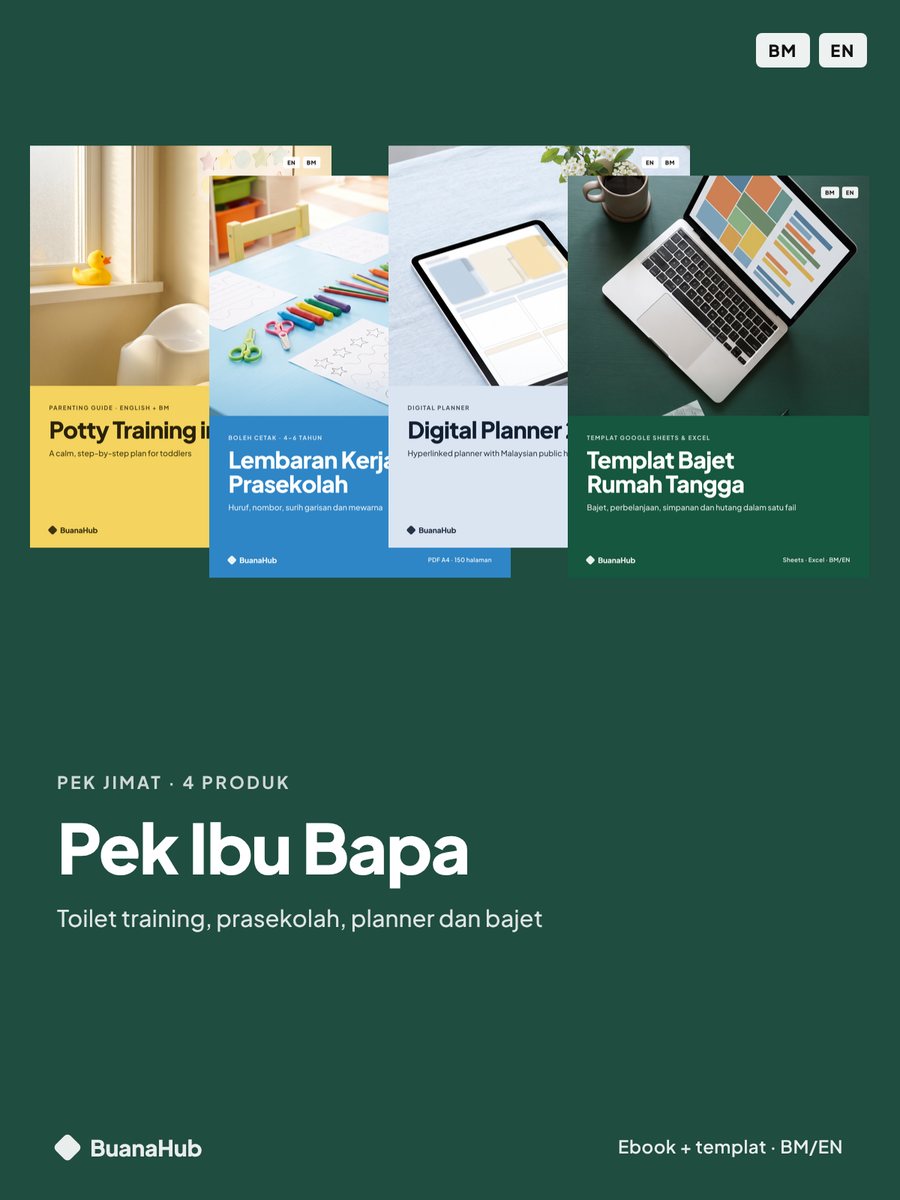 BM EN
EN BM
PARENTING GUIDE · ENGLISH + BM
Potty Training
A calm, step-by-step plan for toddlers
BuanaHub
BOLEH CETAK · 4–6 TAHUN
Lembaran Kerja
Prasekolah
Huruf, nombor, surih garisan dan mewarna
BuanaHub
PDF A4 · 150 halaman
EN BM
DIGITAL PLANNER
Digital Planner
Hyperlinked planner with Malaysian public
BuanaHub
BM EN
TEMPLAT GOOGLE SHEETS & EXCEL
Templat Bajet
Rumah Tangga
Bajet, perbelanjaan, simpanan dan hutang dalam satu fail
BuanaHub
Sheets · Excel · BM/EN
PEK JIMAT · 4 PRODUK
Pek Ibu Bapa
Toilet training, prasekolah, planner dan bajet
BuanaHub
Ebook + templat · BM/EN